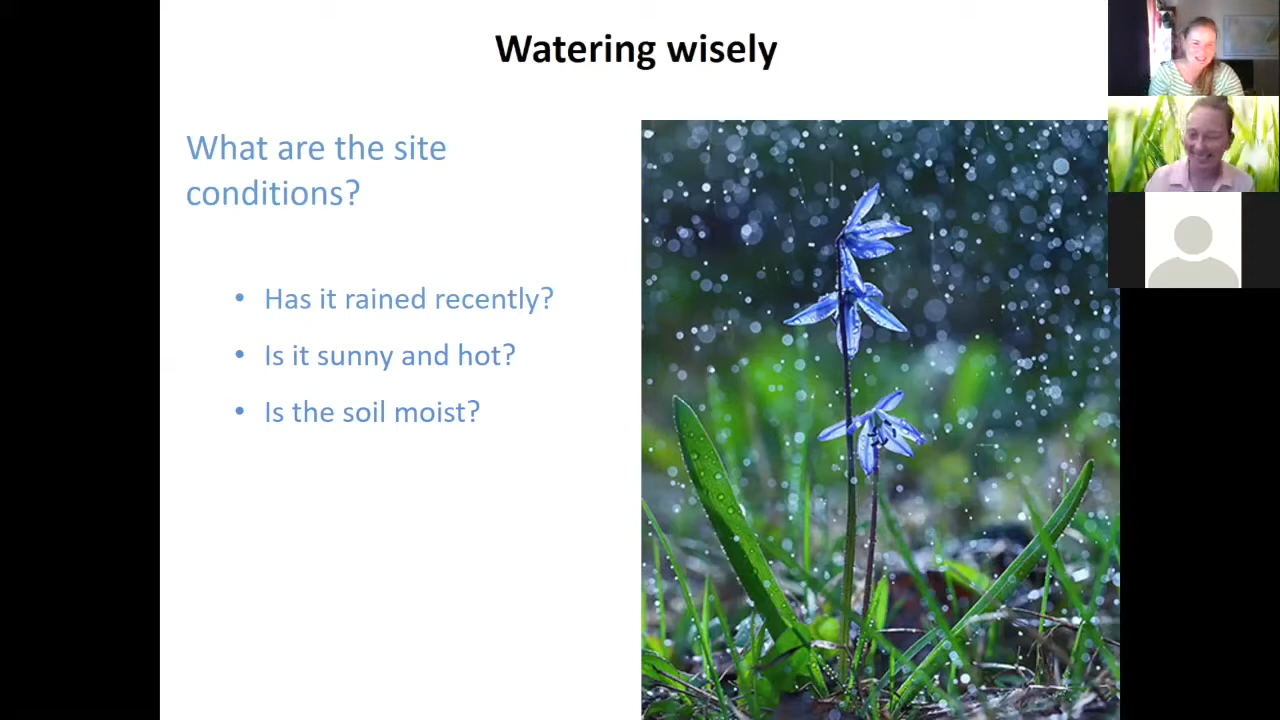 Watering wisely
What are the site
conditions?
• Has it rained recently?
• Is it sunny and hot?
• Is the soil moist?